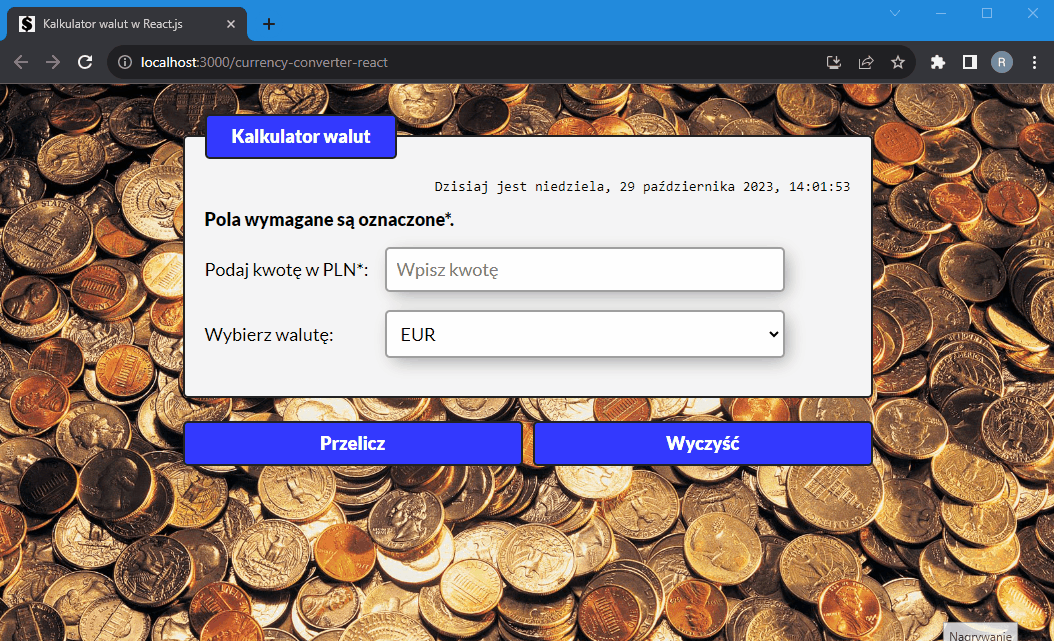 Kalkulator walut w React.js
localhost:3000/currency-converter-react
R
Kalkulator walut
Dzisiaj jest niedziela, 29 października 2023, 14:01:53
Pola wymagane są oznaczone*.
Podaj kwotę w PLN*: Wpisz kwotę
Wybierz walutę: EUR
Przelicz Wyczyść
Nagrywanie